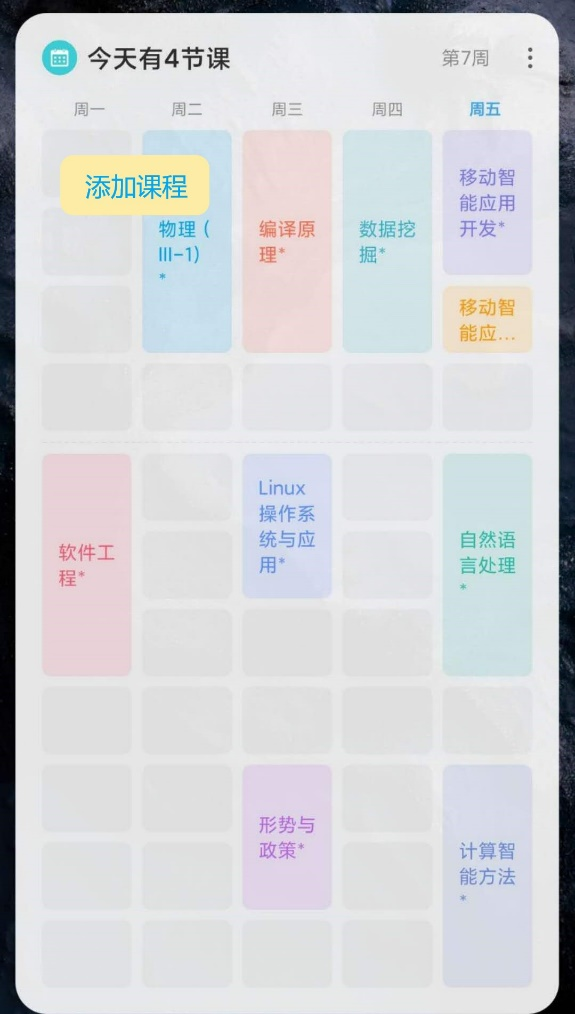 今天有4节课
第7周
周一
周二
周三
周四
周五
添加课程
物理（
III-1）
*
编译原
理*
数据挖
掘*
移动智
能应用
开发*
移动智
能应...
软件工
程*
Linux
操作系
统与应
用*
自然语
言处理
*
形势与
政策*
计算智
能方法
*